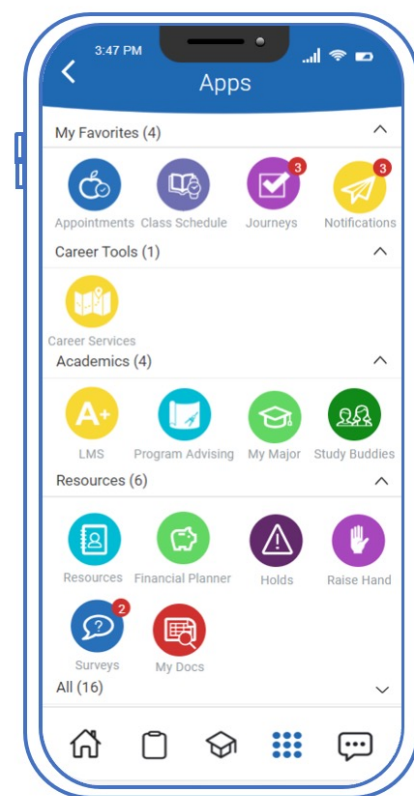 3:47 PM
Apps
My Favorites (4)
3 3
Appointments Class Schedule Journeys Notifications
Career Tools (1)
Career Services
Academics (4)
A+
LMS Program Advising My Major Study Buddies
Resources (6)
Resources Financial Planner Holds Raise Hand
? 2
Surveys My Docs
All (16)